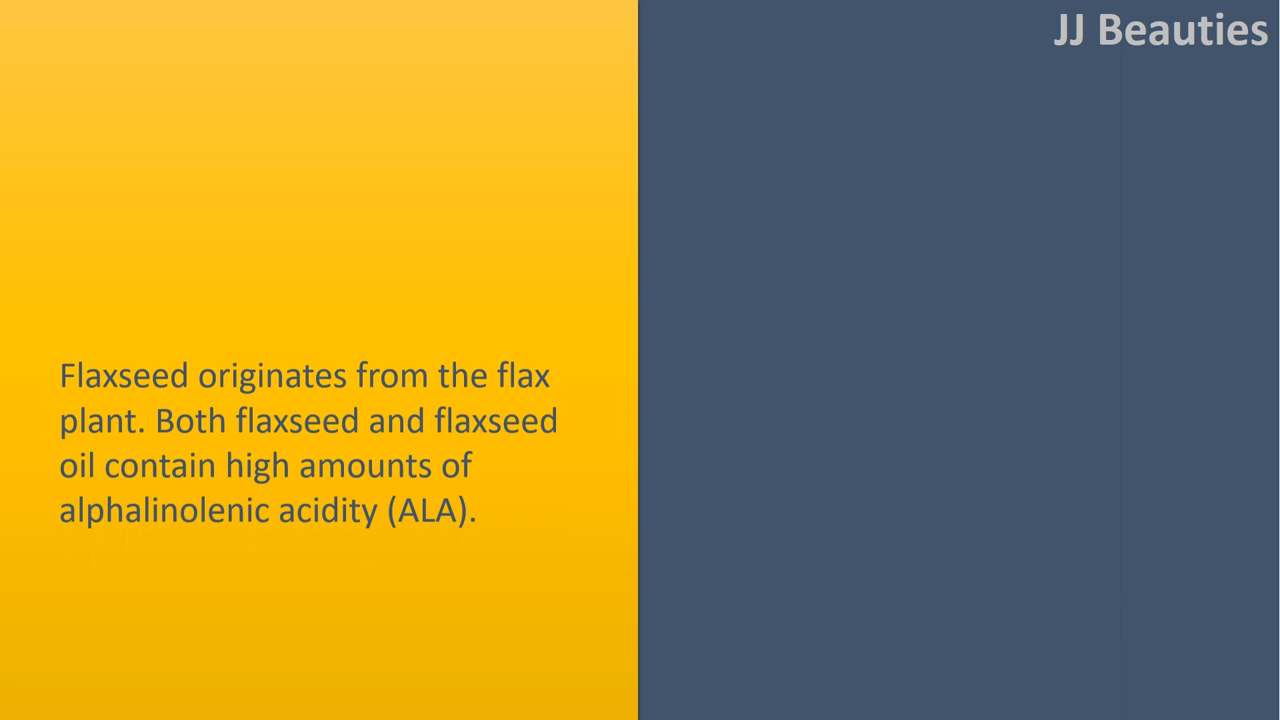 JJ Beauties
Flaxseed originates from the flax
plant. Both flaxseed and flaxseed
oil contain high amounts of
alphalinolenic acidity (ALA).